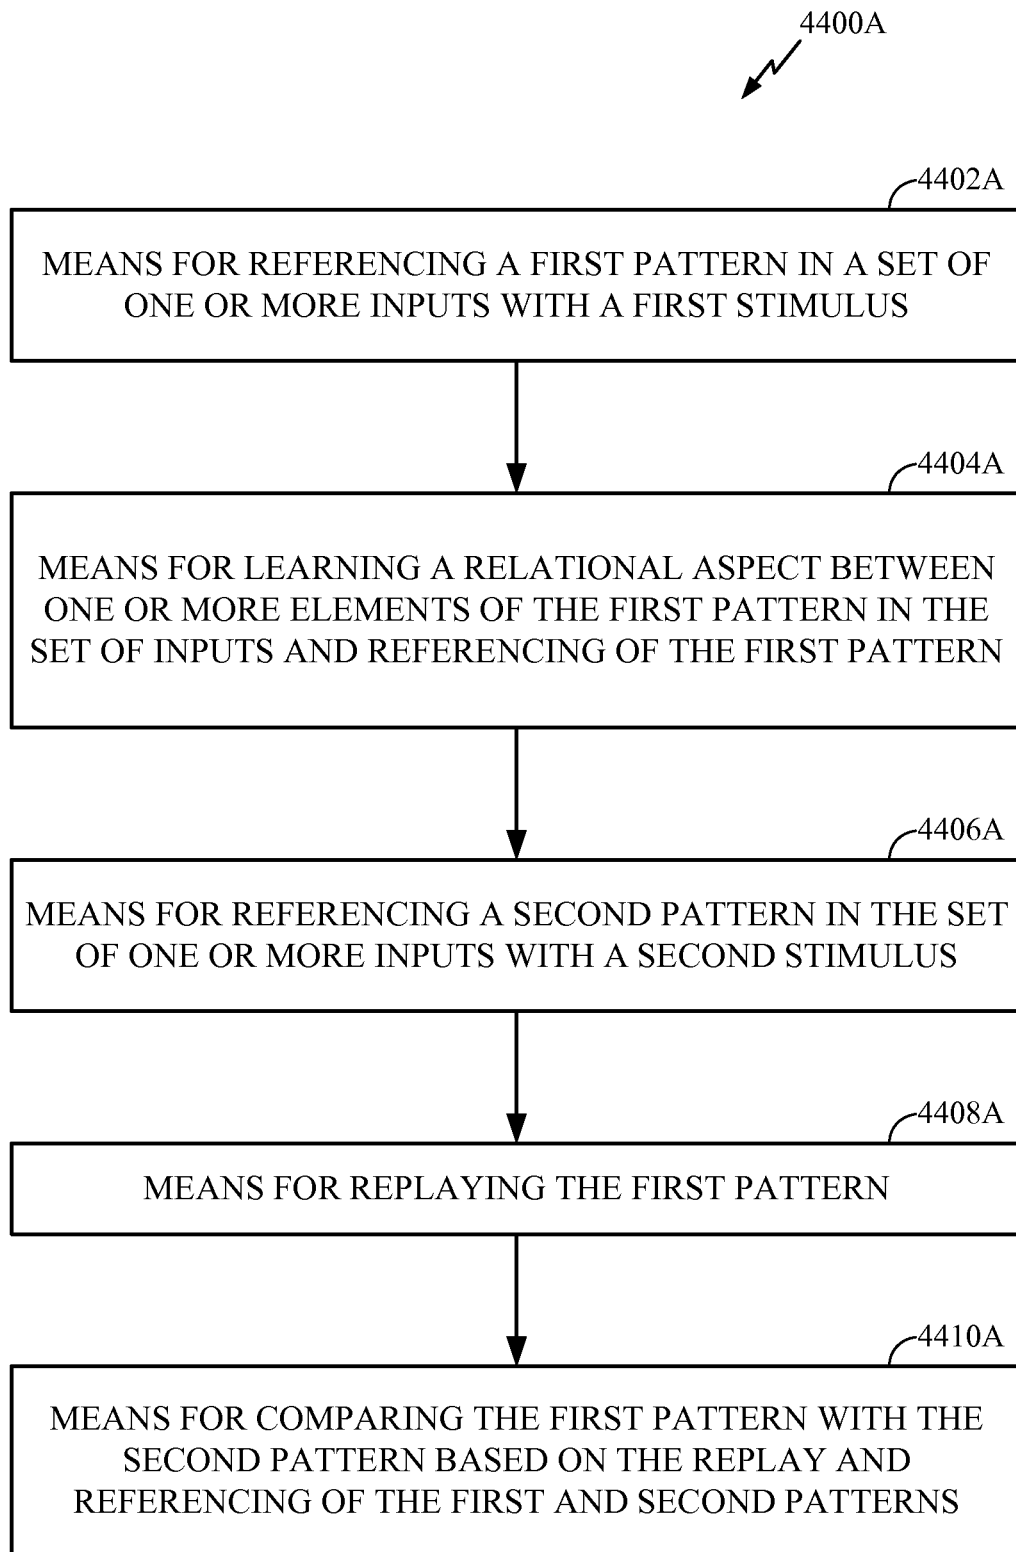 4400A
4402A
MEANS FOR REFERENCING A FIRST PATTERN IN A SET OF
ONE OR MORE INPUTS WITH A FIRST STIMULUS
4404A
MEANS FOR LEARNING A RELATIONAL ASPECT BETWEEN
ONE OR MORE ELEMENTS OF THE FIRST PATTERN IN THE
SET OF INPUTS AND REFERENCING OF THE FIRST PATTERN
4406A
MEANS FOR REFERENCING A SECOND PATTERN IN THE SET
OF ONE OR MORE INPUTS WITH A SECOND STIMULUS
4408A
MEANS FOR REPLAYING THE FIRST PATTERN
4410A
MEANS FOR COMPARING THE FIRST PATTERN WITH THE
SECOND PATTERN BASED ON THE REPLAY AND
REFERENCING OF THE FIRST AND SECOND PATTERNS